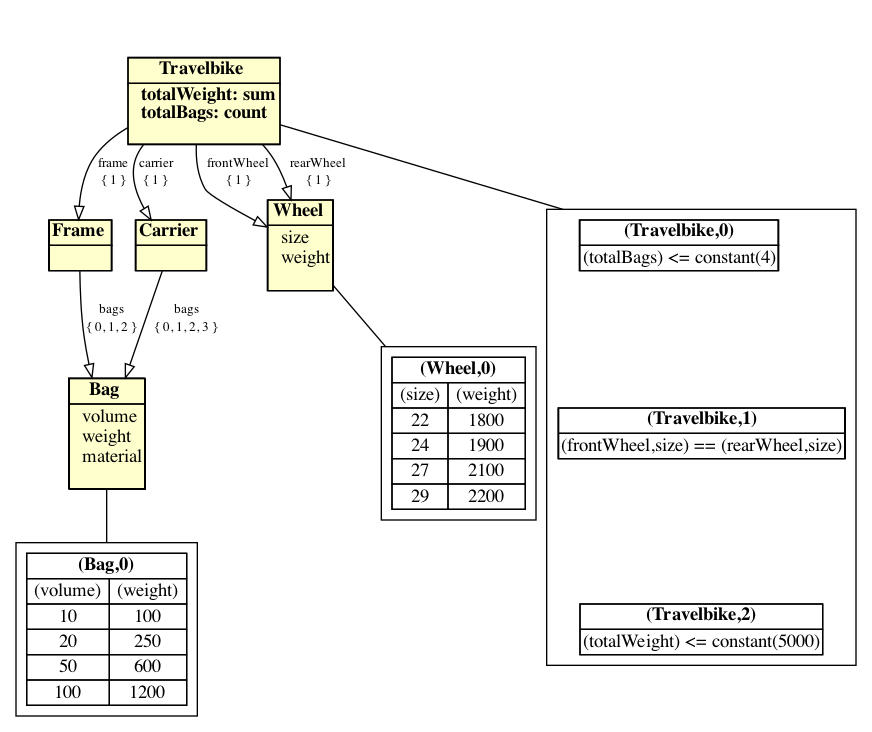 Travelbike
totalWeight: sum
totalBags: count
frame
{ 1 }
carrier
{ 1 }
frontWheel
{ 1 }
rearWheel
{ 1 }
Frame
Carrier
Wheel
size
weight
bags
{ 0, 1, 2 }
bags
{ 0, 1, 2, 3 }
Bag
volume
weight
material
(Wheel,0)
(size) (weight)
22 1800
24 1900
27 2100
29 2200
(Bag,0)
(volume) (weight)
10 100
20 250
50 600
100 1200
(Travelbike,0)
(totalBags) <= constant(4)
(Travelbike,1)
(frontWheel,size) == (rearWheel,size)
(Travelbike,2)
(totalWeight) <= constant(5000)